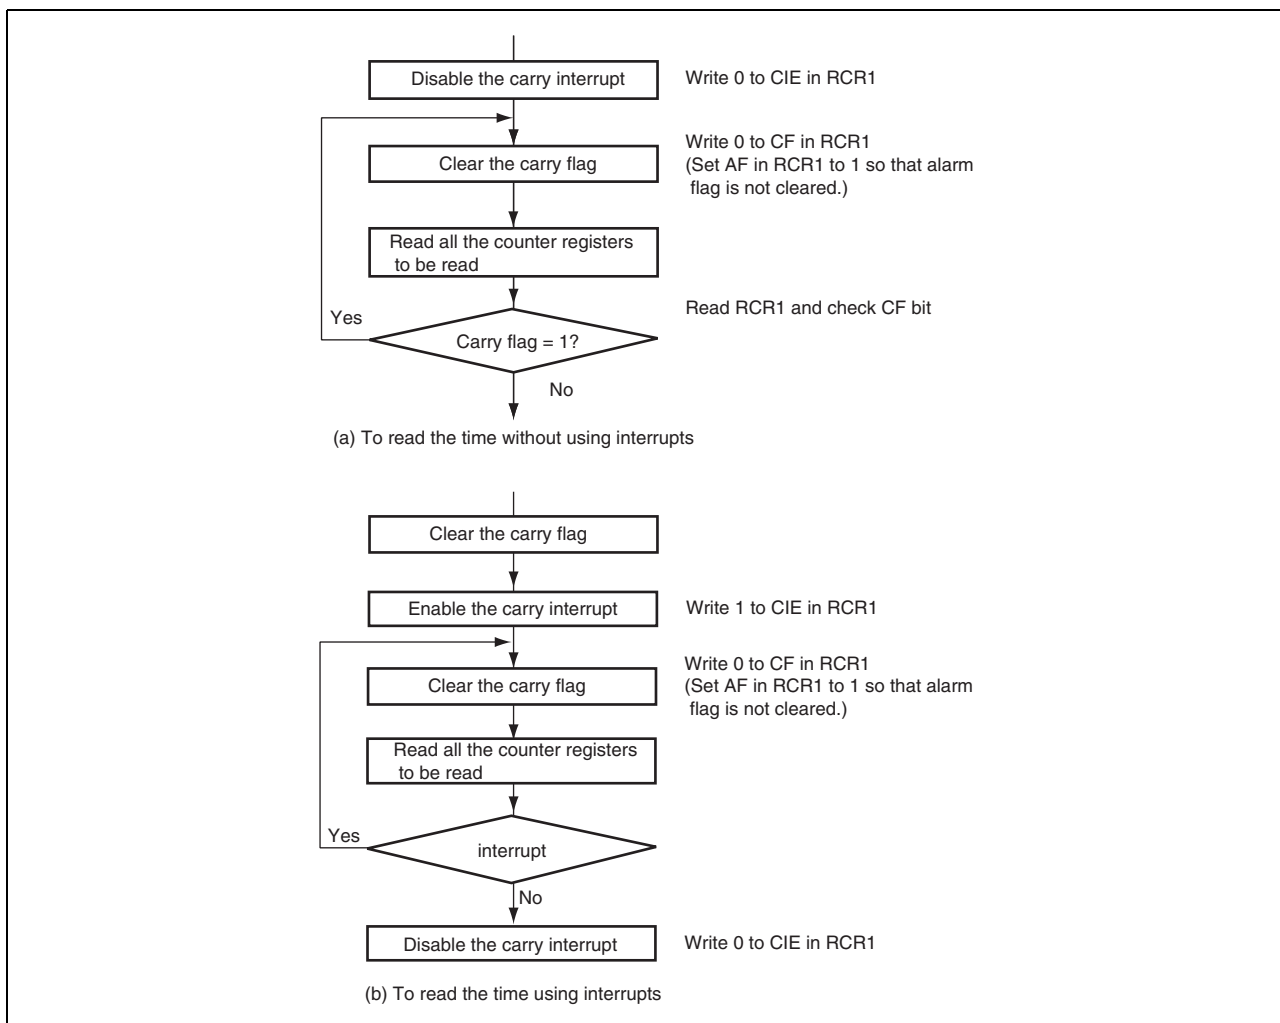 Disable the carry interrupt
Write 0 to CIE in RCR1
Clear the carry flag
Write 0 to CF in RCR1
(Set AF in RCR1 to 1 so that alarm
flag is not cleared.)
Read all the counter registers
to be read
Read RCR1 and check CF bit
Yes
Carry flag = 1?
No
(a) To read the time without using interrupts
Clear the carry flag
Enable the carry interrupt
Write 1 to CIE in RCR1
Clear the carry flag
Write 0 to CF in RCR1
(Set AF in RCR1 to 1 so that alarm
flag is not cleared.)
Read all the counter registers
to be read
Yes
interrupt
No
Disable the carry interrupt
Write 0 to CIE in RCR1
(b) To read the time using interrupts